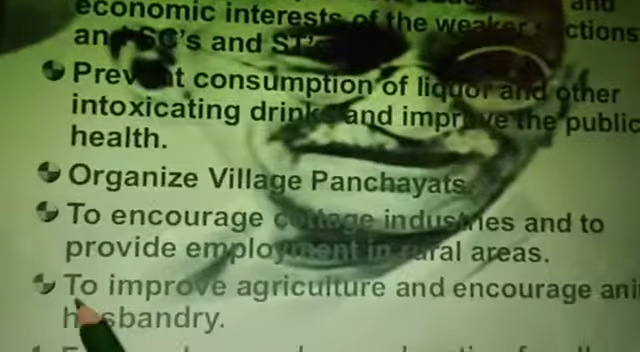 economic interests of the weaker
and SC's and ST's
Prevent consumption of liquor and other
intoxicating drinks and improve the public
health.
Organize Village Panchayats.
To encourage cottage industries and to
provide employment in rural areas.
To improve agriculture and encourage ani
husbandry.